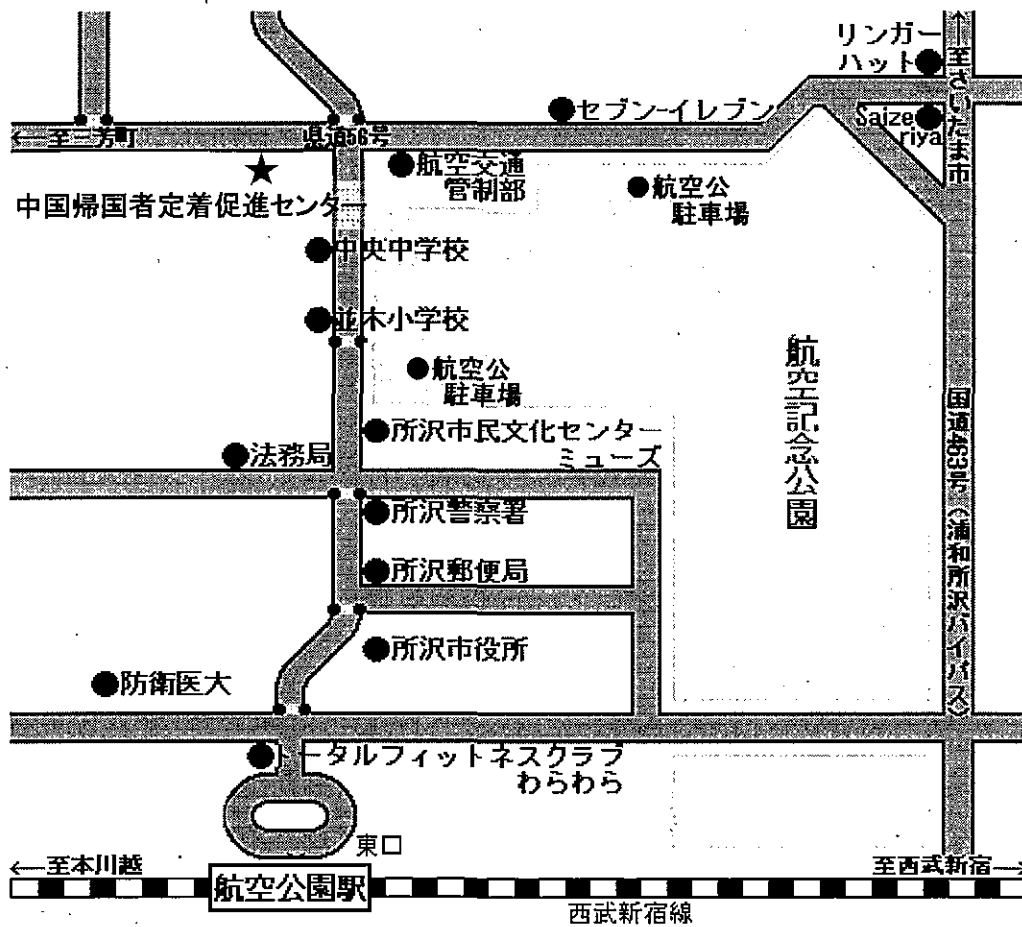 リンガー
ハット
←至さいたま市
セブン-イレブン
Saize
riya
←至三芳町
県道56号
航空交通
管制部
航空公
駐車場
中国帰国者定着促進センター
中央中学校
並木小学校
航空公
駐車場
航空記念公園
国道463号(浦和所沢バイパス)
所沢市民文化センター
ミューズ
法務局
所沢警察署
所沢郵便局
所沢市役所
防衛医大
トータルフィットネスクラブ
わらわら
東口
←至本川越
至西武新宿→
航空公園駅
西武新宿線